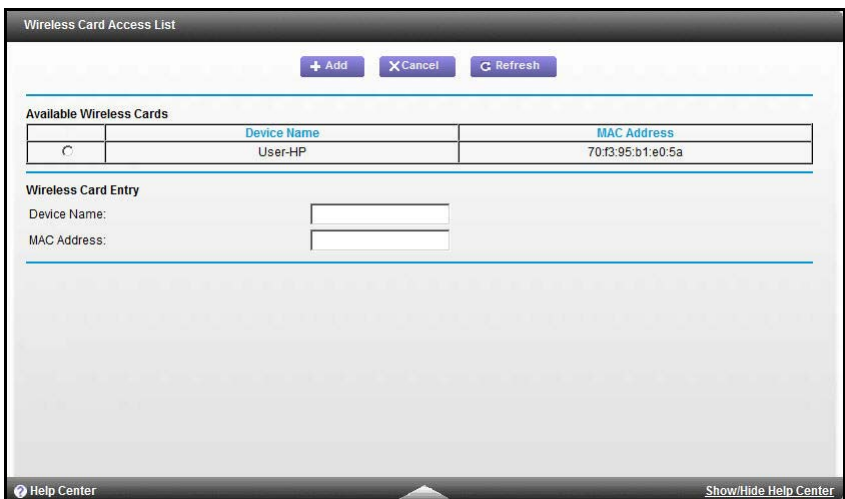 Wireless Card Access List
+ Add XCancel Refresh
Available Wireless Cards
Device Name MAC Address
User-HP 70:f3:95:b1:e0:5a
Wireless Card Entry
Device Name:
MAC Address:
? Help Center Show/Hide Help Center